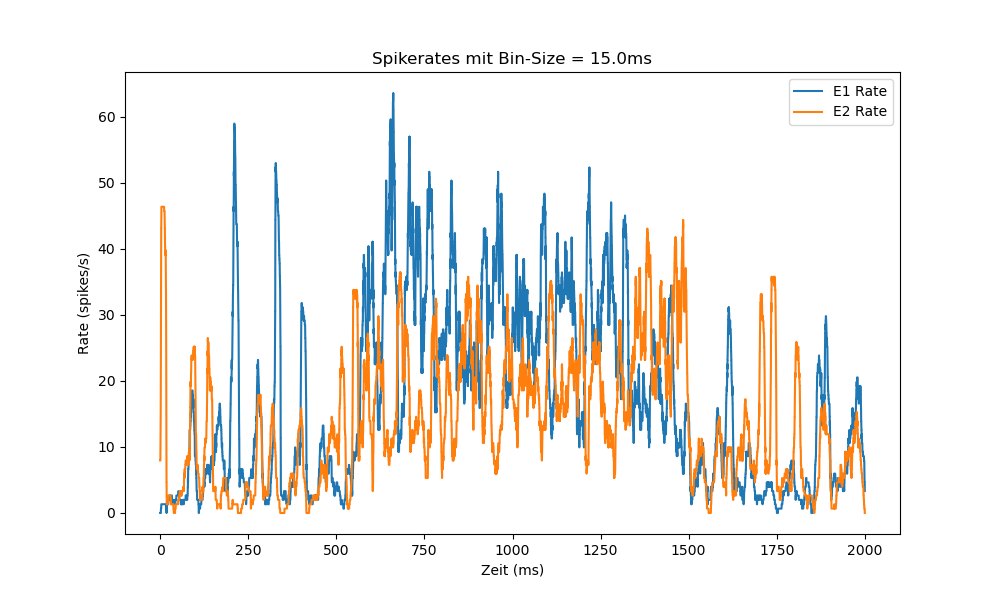 Spikerates mit Bin-Size = 15.0ms
E1 Rate
E2 Rate
Rate (spikes/s)
60
50
40
30
20
10
0
0 250 500 750 1000 1250 1500 1750 2000
Zeit (ms)